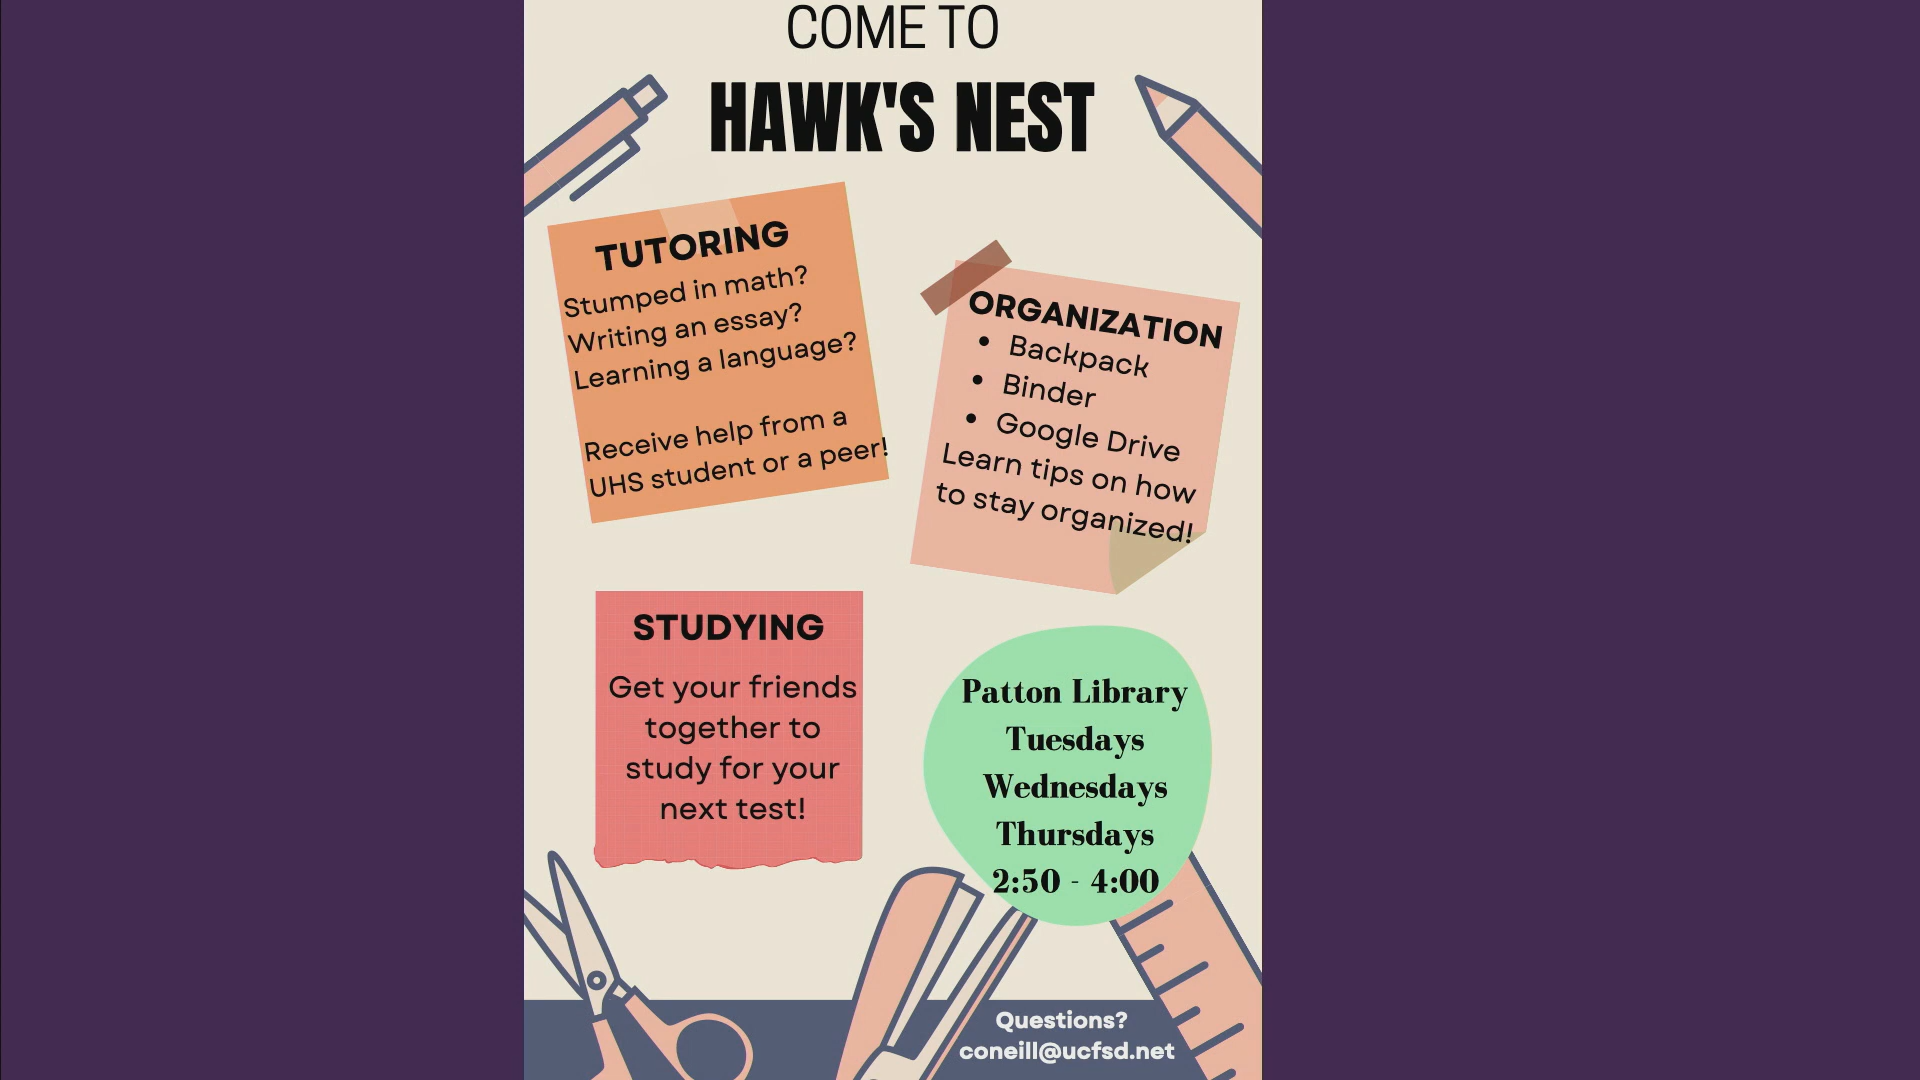 COME TO
HAWK'S NEST
TUTORING
Stumped in math?
Writing an essay?
Learning a language?
Receive help from a
UHS student or a peer!
ORGANIZATION
• Backpack
• Binder
• Google Drive
Learn tips on how
to stay organized!
STUDYING
Get your friends
together to
study for your
next test!
Patton Library
Tuesdays
Wednesdays
Thursdays
2:50 - 4:00
Questions?
coneill@ucfsd.net